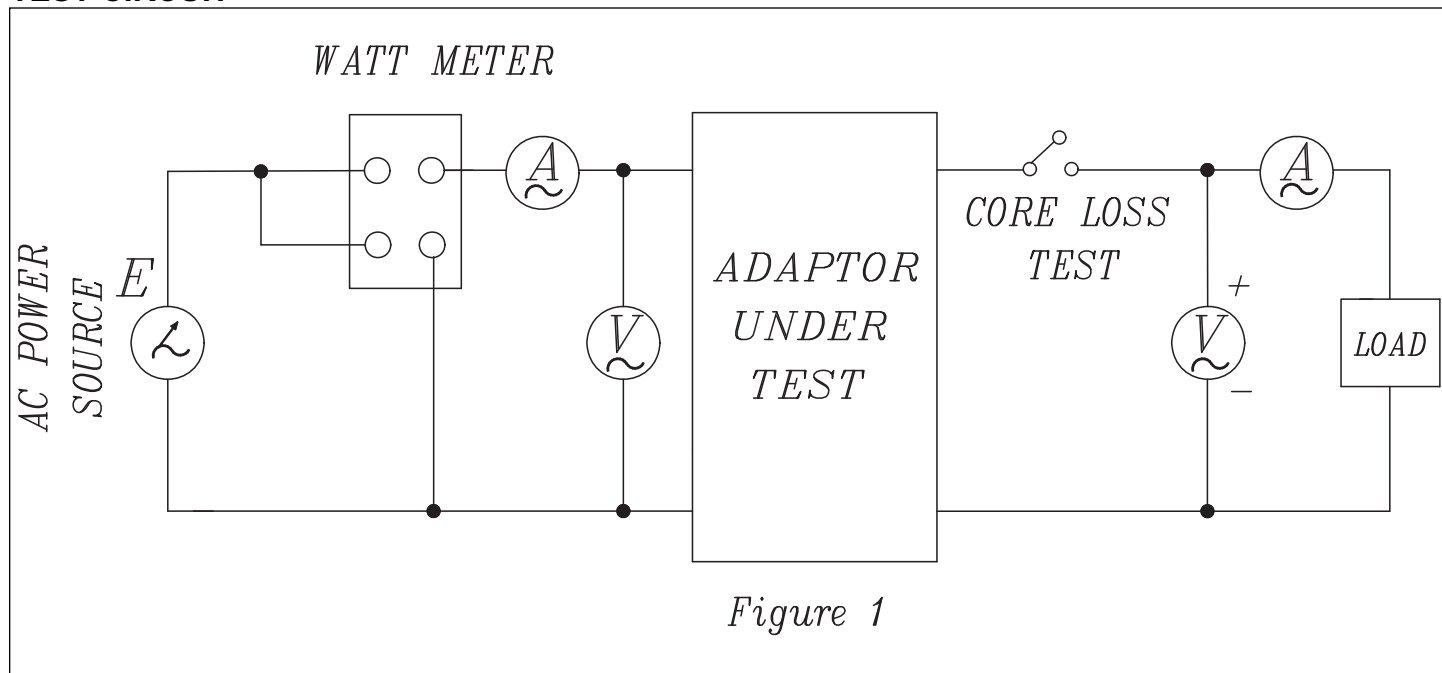 WATT METER
AC POWER
SOURCE
E
A
V
ADAPTOR
UNDER
TEST
CORE LOSS
TEST
A
+
V
-
LOAD
Figure 1